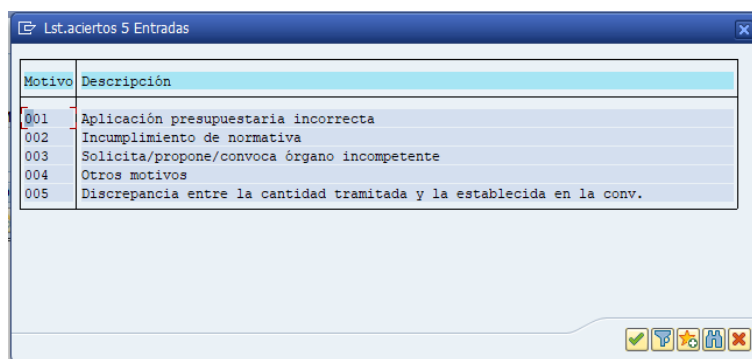 Lst.aciertos 5 Entradas
Motivo Descripción
001 Aplicación presupuestaria incorrecta
002 Incumplimiento de normativa
003 Solicita/propone/convoca órgano incompetente
004 Otros motivos
005 Discrepancia entre la cantidad tramitada y la establecida en la conv.